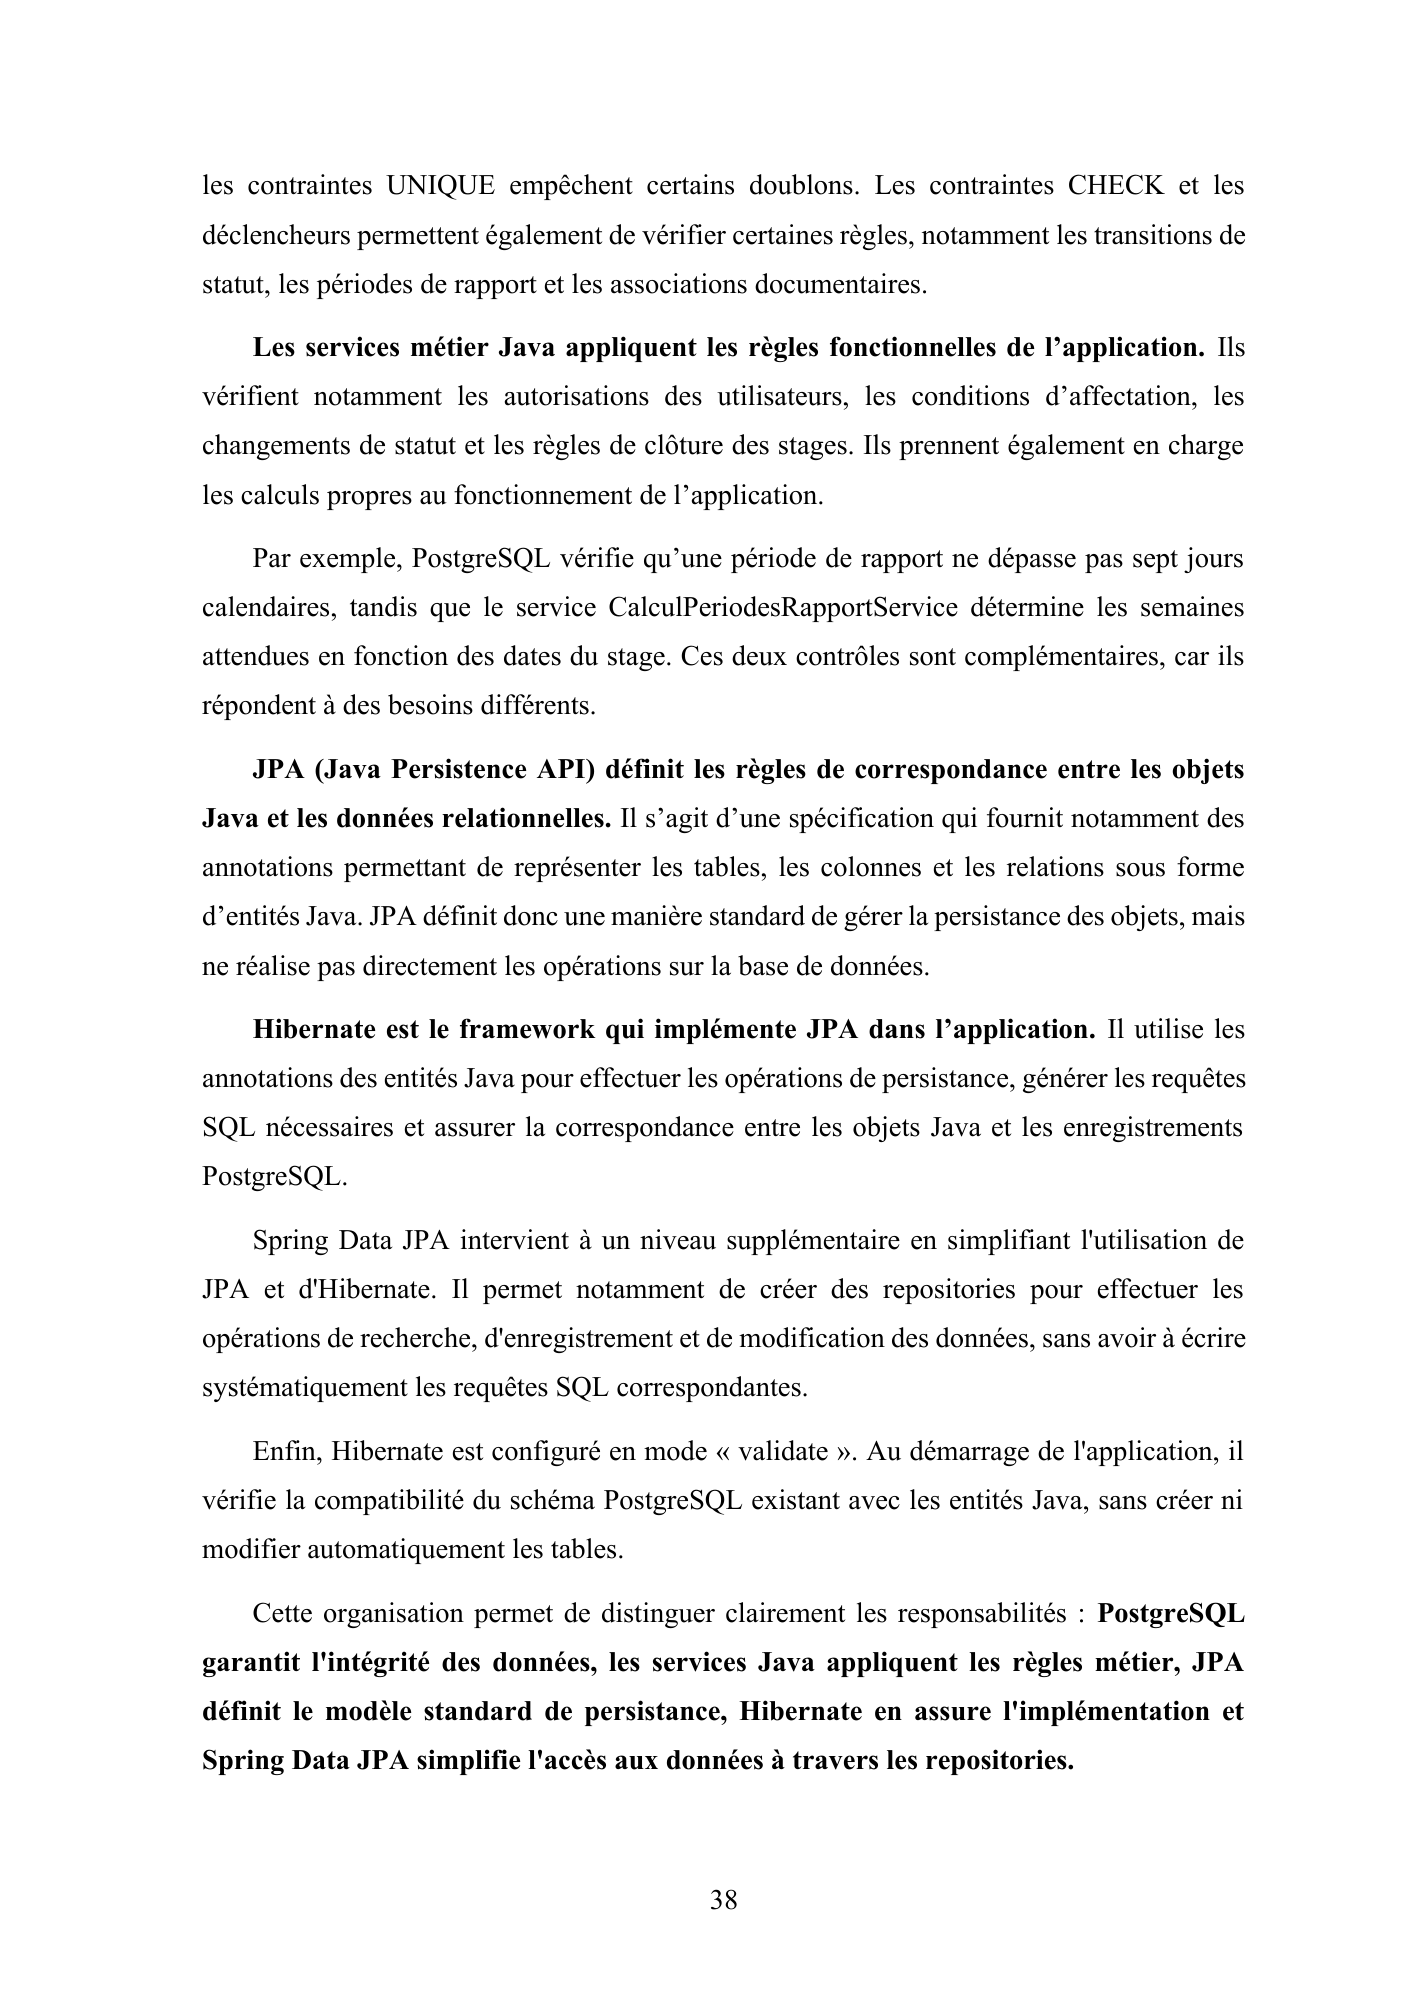 les contraintes UNIQUE empêchent certains doublons. Les contraintes CHECK et les
déclencheurs permettent également de vérifier certaines règles, notamment les transitions de
statut, les périodes de rapport et les associations documentaires.
Les services métier Java appliquent les règles fonctionnelles de l’application. Ils
vérifient notamment les autorisations des utilisateurs, les conditions d’affectation, les
changements de statut et les règles de clôture des stages. Ils prennent également en charge
les calculs propres au fonctionnement de l’application.
Par exemple, PostgreSQL vérifie qu’une période de rapport ne dépasse pas sept jours
calendaires, tandis que le service CalculPeriodesRapportService détermine les semaines
attendues en fonction des dates du stage. Ces deux contrôles sont complémentaires, car ils
répondent à des besoins différents.
JPA (Java Persistence API) définit les règles de correspondance entre les objets
Java et les données relationnelles. Il s’agit d’une spécification qui fournit notamment des
annotations permettant de représenter les tables, les colonnes et les relations sous forme
d’entités Java. JPA définit donc une manière standard de gérer la persistance des objets, mais
ne réalise pas directement les opérations sur la base de données.
Hibernate est le framework qui implémente JPA dans l’application. Il utilise les
annotations des entités Java pour effectuer les opérations de persistance, générer les requêtes
SQL nécessaires et assurer la correspondance entre les objets Java et les enregistrements
PostgreSQL.
Spring Data JPA intervient à un niveau supplémentaire en simplifiant l'utilisation de
JPA et d'Hibernate. Il permet notamment de créer des repositories pour effectuer les
opérations de recherche, d'enregistrement et de modification des données, sans avoir à écrire
systématiquement les requêtes SQL correspondantes.
Enfin, Hibernate est configuré en mode « validate ». Au démarrage de l'application, il
vérifie la compatibilité du schéma PostgreSQL existant avec les entités Java, sans créer ni
modifier automatiquement les tables.
Cette organisation permet de distinguer clairement les responsabilités : PostgreSQL
garantit l'intégrité des données, les services Java appliquent les règles métier, JPA
définit le modèle standard de persistance, Hibernate en assure l'implémentation et
Spring Data JPA simplifie l'accès aux données à travers les repositories.
38